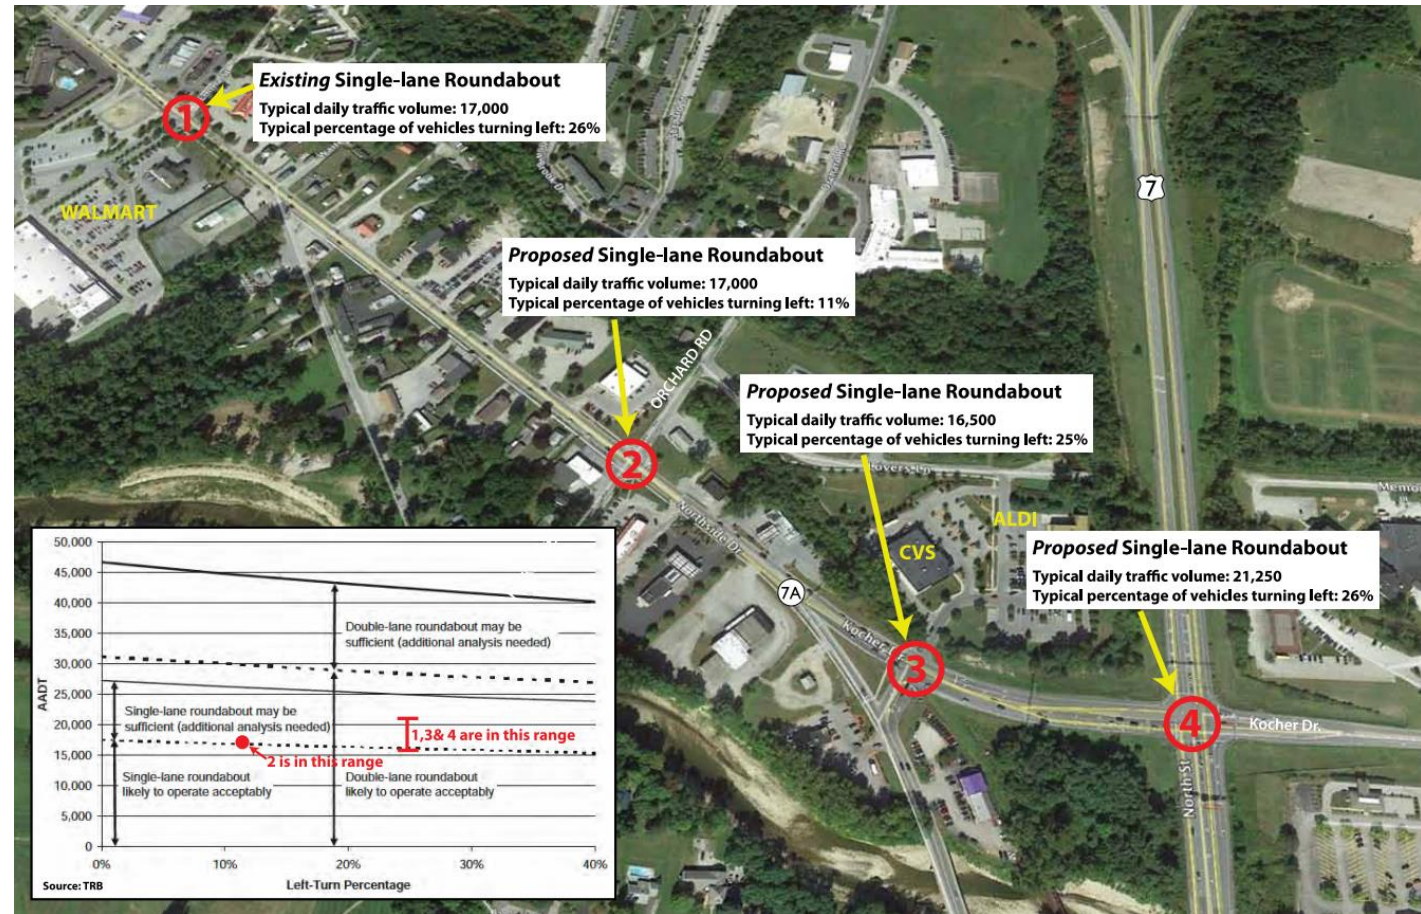 Existing Single-lane Roundabout
Typical daily traffic volume: 17,000
Typical percentage of vehicles turning left: 26%
1
WALMART
7
Proposed Single-lane Roundabout
Typical daily traffic volume: 17,000
Typical percentage of vehicles turning left: 11%
ORCHARD RD
2
Proposed Single-lane Roundabout
Typical daily traffic volume: 16,500
Typical percentage of vehicles turning left: 25%
Lovers Ln
Northside Dr.
ALDI
CVS
Proposed Single-lane Roundabout
Typical daily traffic volume: 21,250
Typical percentage of vehicles turning left: 26%
7A
Kocher Dr.
3
4
Kocher Dr.
North St
50,000
45,000
40,000
35,000
30,000
25,000
20,000
15,000
10,000
5,000
0
AADT
Double-lane roundabout may be
sufficient (additional analysis needed)
Single-lane roundabout may be
sufficient (additional analysis needed)
1,3& 4 are in this range
2 is in this range
Single-lane roundabout
likely to operate acceptably
Double-lane roundabout
likely to operate acceptably
0% 10% 20% 30% 40%
Source: TRB
Left-Turn Percentage